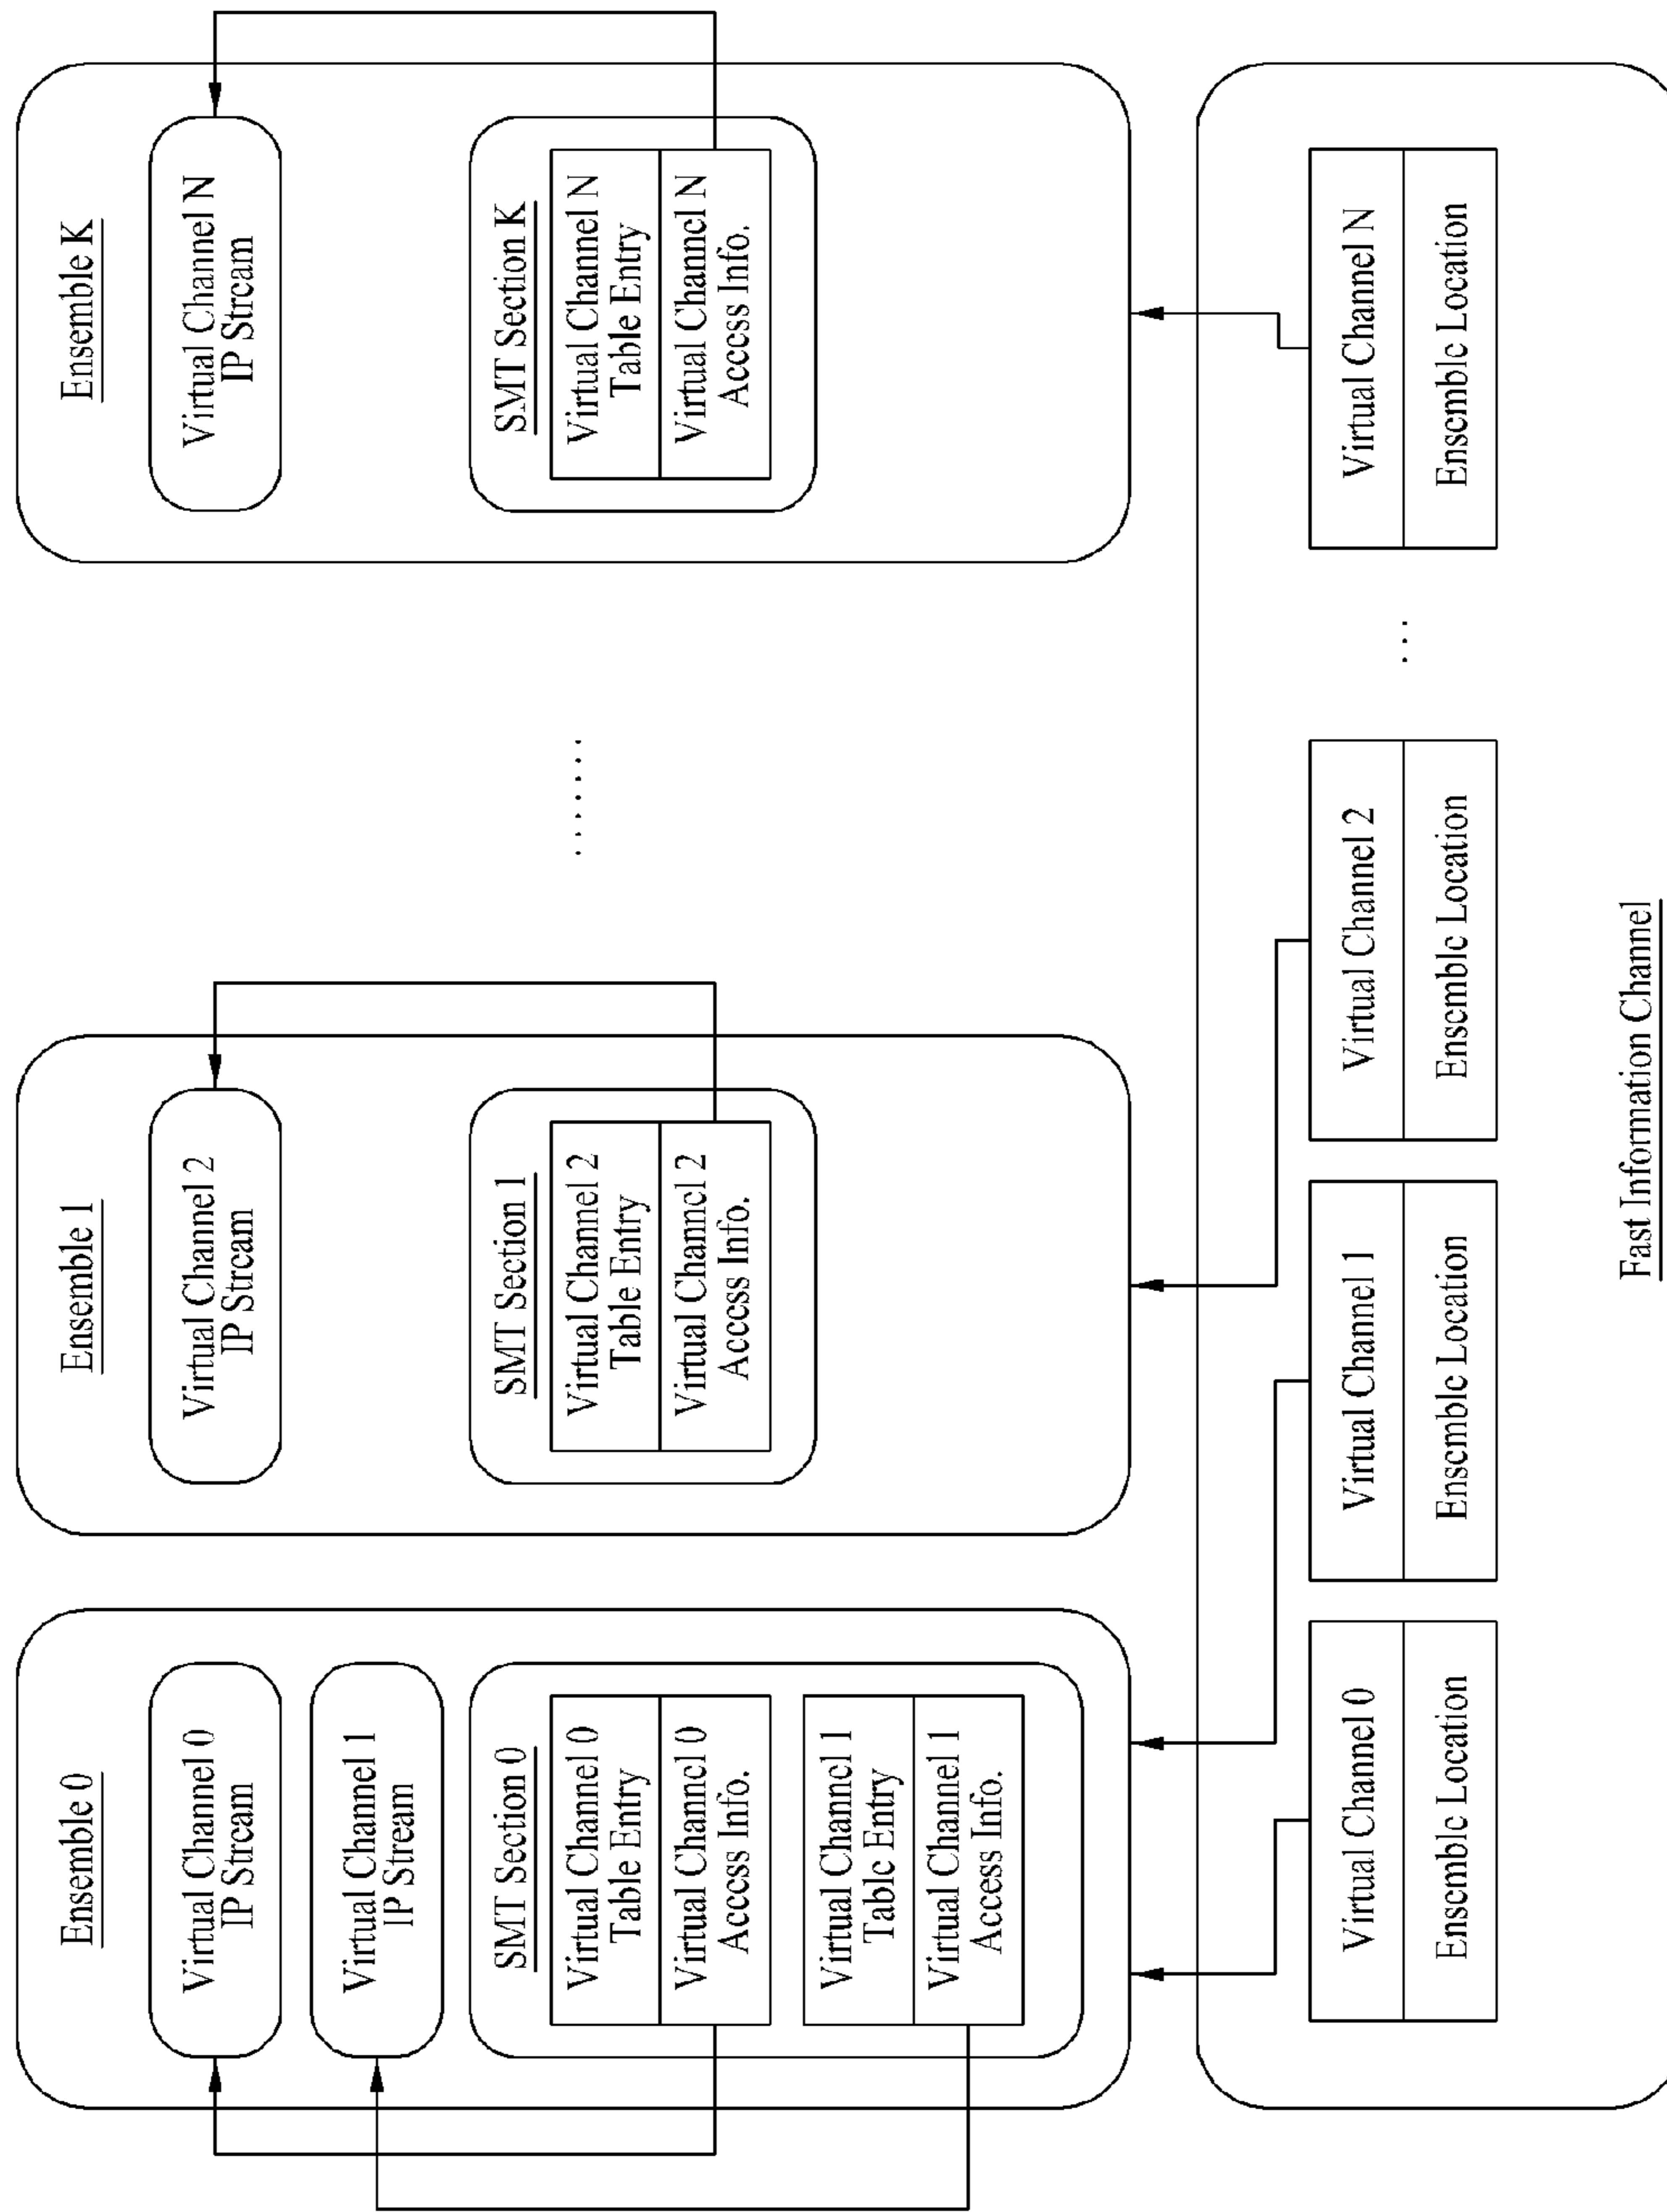 Ensemble 0
Virtual Channel 0
IP Stream
Virtual Channel 1
IP Stream
SMT Section 0
Virtual Channel 0
Table Entry
Virtual Channel 0
Access Info.
Virtual Channel 1
Table Entry
Virtual Channel 1
Access Info.
Ensemble 1
Virtual Channel 2
IP Stream
SMT Section 1
Virtual Channel 2
Table Entry
Virtual Channel 2
Access Info.
.......
Ensemble K
Virtual Channel N
IP Stream
SMT Section K
Virtual Channel N
Table Entry
Virtual Channel N
Access Info.
Virtual Channel 0
Ensemble Location
Virtual Channel 1
Ensemble Location
Virtual Channel 2
Ensemble Location
...
Virtual Channel N
Ensemble Location
Fast Information Channel